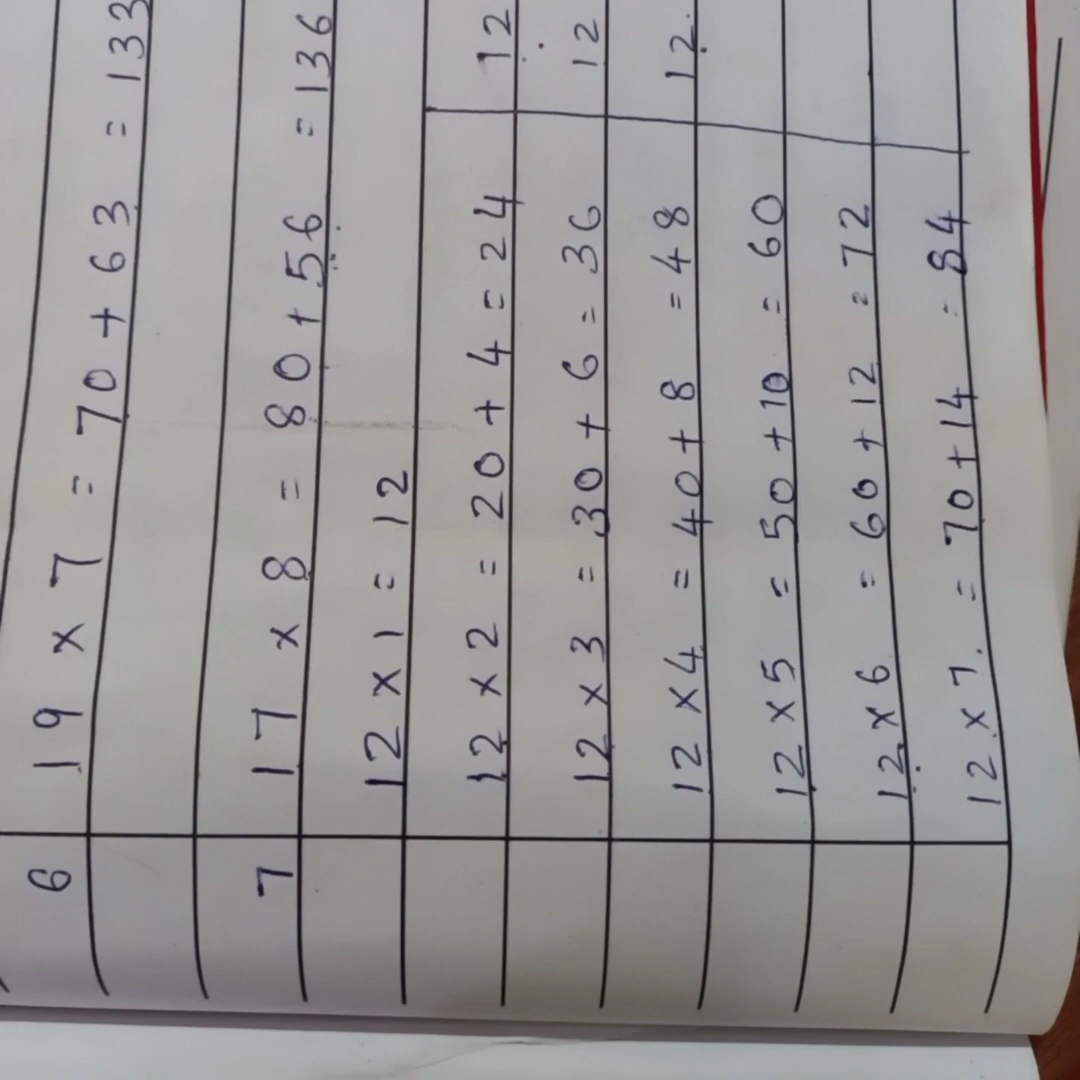 6 19 x 7 = 70 + 63 = 133
7 17 x 8 = 80 + 56 = 136
12 x 1 = 12
12 x 2 = 20 + 4 = 24 12
12 x 3 = 30 + 6 = 36 12
12 x 4 = 40 + 8 = 48 12
12 x 5 = 50 + 10 = 60
12 x 6 = 60 + 12 = 72
12 x 7 = 70 + 14 = 84